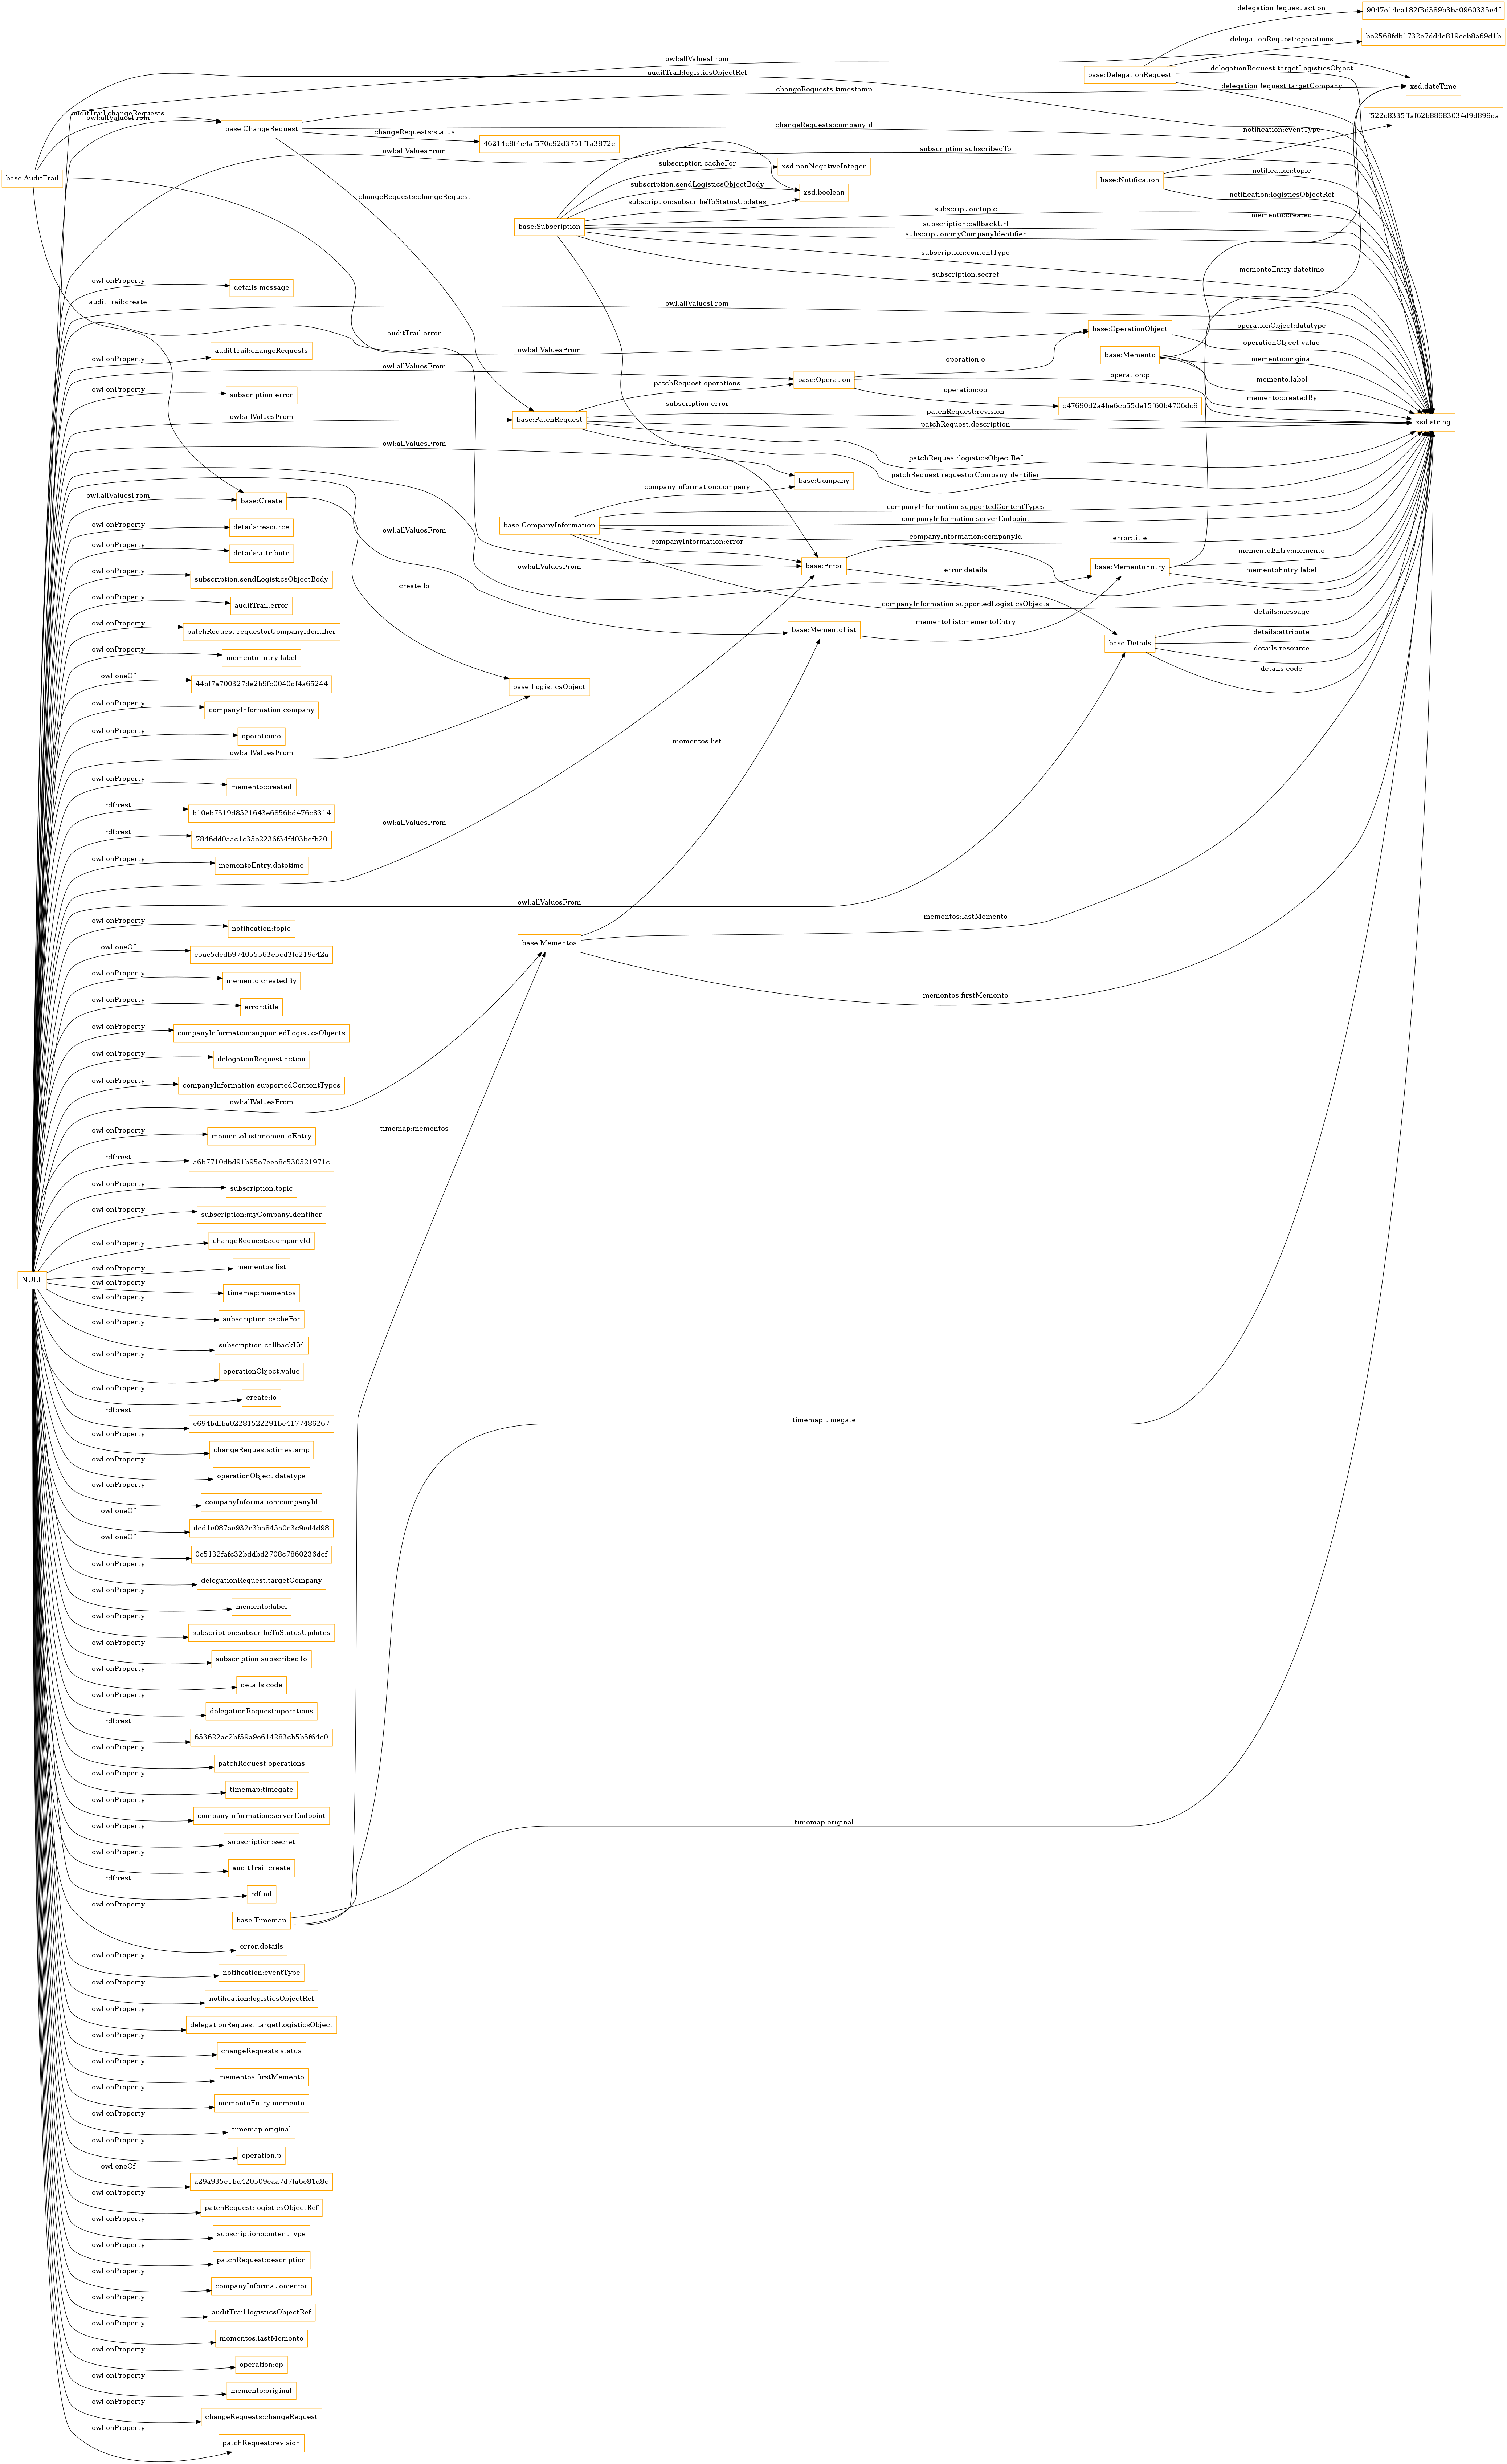 delegationRequest:action
9047e14ea182f3d389b3ba0960335e4f
delegationRequest:operations
be2568fdb1732e7dd4e819ceb8a69d1b
owl:allValuesFrom
base:DelegationRequest
delegationRequest:targetLogisticsObject
auditTrail:logisticsObjectRef
delegationRequest:targetCompany
xsd:dateTime
changeRequests:timestamp
auditTrail:changeRequests
owl:allValuesFrom
base:ChangeRequest
changeRequests:companyId
f522c8335ffaf62b88683034d9d899da
notification:eventType
changeRequests:status
46214c8f4e4af570c92d3751f1a3872e
owl:allValuesFrom
subscription:subscribedTo
subscription:cacheFor
xsd:nonNegativeInteger
notification:topic
base:AuditTrail
base:Notification
subscription:sendLogisticsObjectBody
xsd:boolean
notification:logisticsObjectRef
changeRequests:changeRequest
subscription:subscribeToStatusUpdates
subscription:topic
memento:created
base:Subscription
subscription:callbackUrl
subscription:myCompanyIdentifier
subscription:contentType
mementoEntry:datetime
subscription:secret
owl:onProperty
details:message
auditTrail:create
owl:allValuesFrom
auditTrail:error
base:OperationObject
operationObject:datatype
operationObject:value
owl:onProperty
auditTrail:changeRequests
owl:allValuesFrom
base:Memento
memento:original
operation:o
owl:allValuesFrom
operation:p
base:Operation
memento:label
patchRequest:operations
owl:onProperty
subscription:error
operation:op
memento:createdBy
subscription:error
c47690d2a4be6cb55de15f60b4706dc9
owl:allValuesFrom
base:PatchRequest
patchRequest:revision
patchRequest:description
xsd:string
owl:allValuesFrom
patchRequest:logisticsObjectRef
patchRequest:requestorCompanyIdentifier
base:Company
companyInformation:company
owl:allValuesFrom
base:Create
companyInformation:supportedContentTypes
owl:onProperty
details:resource
base:CompanyInformation
companyInformation:serverEndpoint
owl:allValuesFrom
companyInformation:companyId
error:title
companyInformation:error
owl:onProperty
details:attribute
mementoEntry:memento
owl:allValuesFrom
base:Error
error:details
base:MementoEntry
mementoEntry:label
owl:onProperty
subscription:sendLogisticsObjectBody
create:lo
owl:onProperty
auditTrail:error
companyInformation:supportedLogisticsObjects
details:message
owl:onProperty
patchRequest:requestorCompanyIdentifier
base:MementoList
mementoList:mementoEntry
details:attribute
base:Details
details:resource
owl:onProperty
mementoEntry:label
details:code
owl:oneOf
44bf7a700327de2b9fc0040df4a65244
base:LogisticsObject
owl:onProperty
companyInformation:company
owl:onProperty
operation:o
mementos:list
owl:allValuesFrom
owl:onProperty
memento:created
rdf:rest
b10eb7319d8521643e6856bd476c8314
owl:allValuesFrom
rdf:rest
7846dd0aac1c35e2236f34fd03befb20
owl:onProperty
mementoEntry:datetime
owl:allValuesFrom
owl:onProperty
notification:topic
mementos:lastMemento
base:Mementos
owl:oneOf
e5ae5dedb974055563c5cd3fe219e42a
owl:onProperty
memento:createdBy
mementos:firstMemento
owl:onProperty
error:title
owl:onProperty
companyInformation:supportedLogisticsObjects
owl:onProperty
delegationRequest:action
owl:onProperty
companyInformation:supportedContentTypes
owl:allValuesFrom
timemap:mementos
owl:onProperty
mementoList:mementoEntry
rdf:rest
a6b7710dbd91b95e7eea8e530521971c
owl:onProperty
subscription:topic
owl:onProperty
subscription:myCompanyIdentifier
owl:onProperty
changeRequests:companyId
owl:onProperty
mementos:list
NULL
owl:onProperty
timemap:mementos
owl:onProperty
subscription:cacheFor
owl:onProperty
subscription:callbackUrl
owl:onProperty
operationObject:value
owl:onProperty
create:lo
rdf:rest
e694bdfba02281522291be4177486267
timemap:timegate
owl:onProperty
changeRequests:timestamp
owl:onProperty
operationObject:datatype
owl:onProperty
companyInformation:companyId
owl:oneOf
ded1e087ae932e3ba845a0c3c9ed4d98
owl:oneOf
0e5132fafc32bddbd2708c7860236dcf
owl:onProperty
delegationRequest:targetCompany
owl:onProperty
memento:label
owl:onProperty
subscription:subscribeToStatusUpdates
owl:onProperty
subscription:subscribedTo
owl:onProperty
details:code
owl:onProperty
delegationRequest:operations
rdf:rest
653622ac2bf59a9e614283cb5b5f64c0
owl:onProperty
patchRequest:operations
owl:onProperty
timemap:timegate
owl:onProperty
companyInformation:serverEndpoint
timemap:original
owl:onProperty
subscription:secret
owl:onProperty
auditTrail:create
rdf:rest
rdf:nil
base:Timemap
owl:onProperty
error:details
owl:onProperty
notification:eventType
owl:onProperty
notification:logisticsObjectRef
owl:onProperty
delegationRequest:targetLogisticsObject
owl:onProperty
changeRequests:status
owl:onProperty
mementos:firstMemento
owl:onProperty
mementoEntry:memento
owl:onProperty
timemap:original
owl:onProperty
operation:p
owl:oneOf
a29a935e1bd420509eaa7d7fa6e81d8c
owl:onProperty
patchRequest:logisticsObjectRef
owl:onProperty
subscription:contentType
owl:onProperty
patchRequest:description
owl:onProperty
companyInformation:error
owl:onProperty
auditTrail:logisticsObjectRef
owl:onProperty
mementos:lastMemento
owl:onProperty
operation:op
owl:onProperty
memento:original
owl:onProperty
changeRequests:changeRequest
owl:onProperty
patchRequest:revision